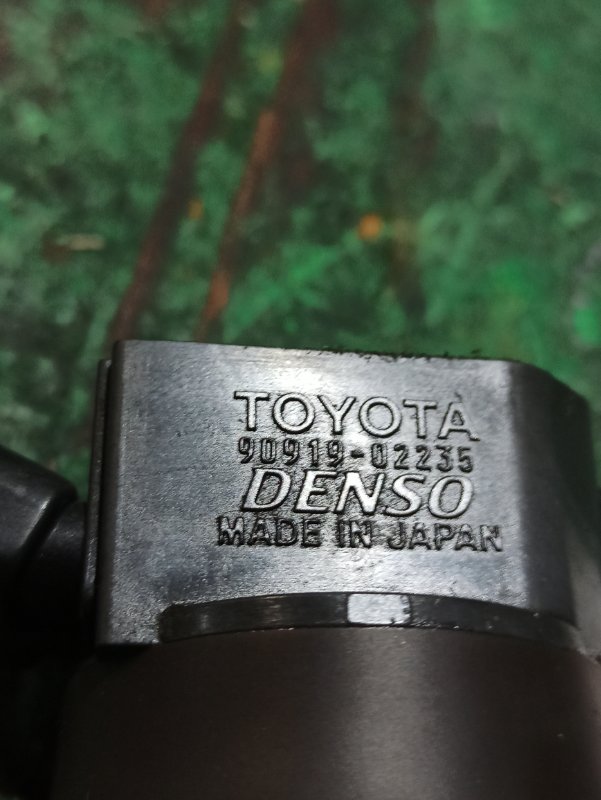 TOYOTA
90919-02235
DENSO
MADE IN JAPAN